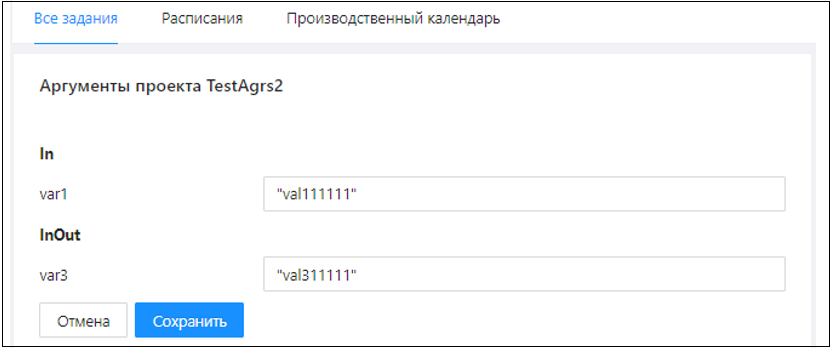 Все задания Расписания Производственный календарь
Аргументы проекта TestAgrs2
In
var1 "val111111"
InOut
var3 "val311111"
Отмена Сохранить